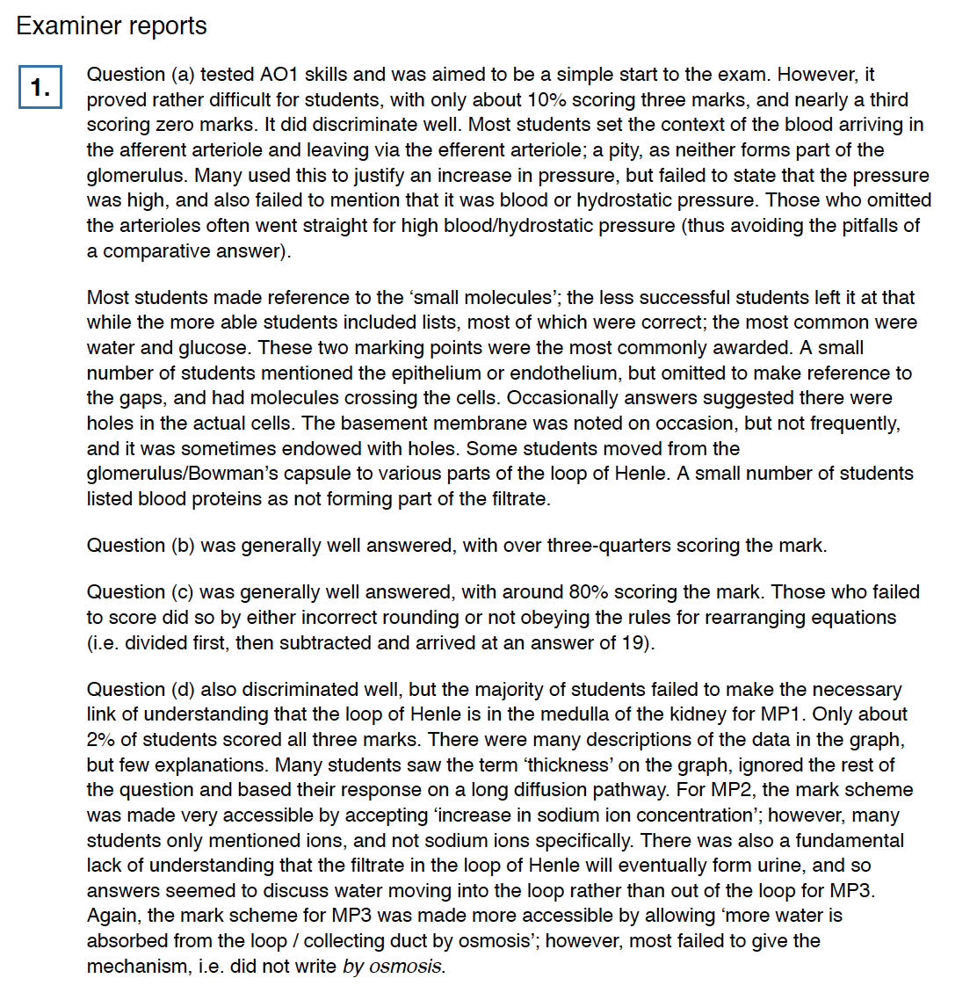 Examiner reports
1.
Question (a) tested AO1 skills and was aimed to be a simple start to the exam. However, it
proved rather difficult for students, with only about 10% scoring three marks, and nearly a third
scoring zero marks. It did discriminate well. Most students set the context of the blood arriving in
the afferent arteriole and leaving via the efferent arteriole; a pity, as neither forms part of the
glomerulus. Many used this to justify an increase in pressure, but failed to state that the pressure
was high, and also failed to mention that it was blood or hydrostatic pressure. Those who omitted
the arterioles often went straight for high blood/hydrostatic pressure (thus avoiding the pitfalls of
a comparative answer).
Most students made reference to the ‘small molecules’; the less successful students left it at that
while the more able students included lists, most of which were correct; the most common were
water and glucose. These two marking points were the most commonly awarded. A small
number of students mentioned the epithelium or endothelium, but omitted to make reference to
the gaps, and had molecules crossing the cells. Occasionally answers suggested there were
holes in the actual cells. The basement membrane was noted on occasion, but not frequently,
and it was sometimes endowed with holes. Some students moved from the
glomerulus/Bowman’s capsule to various parts of the loop of Henle. A small number of students
listed blood proteins as not forming part of the filtrate.
Question (b) was generally well answered, with over three-quarters scoring the mark.
Question (c) was generally well answered, with around 80% scoring the mark. Those who failed
to score did so by either incorrect rounding or not obeying the rules for rearranging equations
(i.e. divided first, then subtracted and arrived at an answer of 19).
Question (d) also discriminated well, but the majority of students failed to make the necessary
link of understanding that the loop of Henle is in the medulla of the kidney for MP1. Only about
2% of students scored all three marks. There were many descriptions of the data in the graph,
but few explanations. Many students saw the term ‘thickness’ on the graph, ignored the rest of
the question and based their response on a long diffusion pathway. For MP2, the mark scheme
was made very accessible by accepting ‘increase in sodium ion concentration’; however, many
students only mentioned ions, and not sodium ions specifically. There was also a fundamental
lack of understanding that the filtrate in the loop of Henle will eventually form urine, and so
answers seemed to discuss water moving into the loop rather than out of the loop for MP3.
Again, the mark scheme for MP3 was made more accessible by allowing ‘more water is
absorbed from the loop / collecting duct by osmosis’; however, most failed to give the
mechanism, i.e. did not write by osmosis.